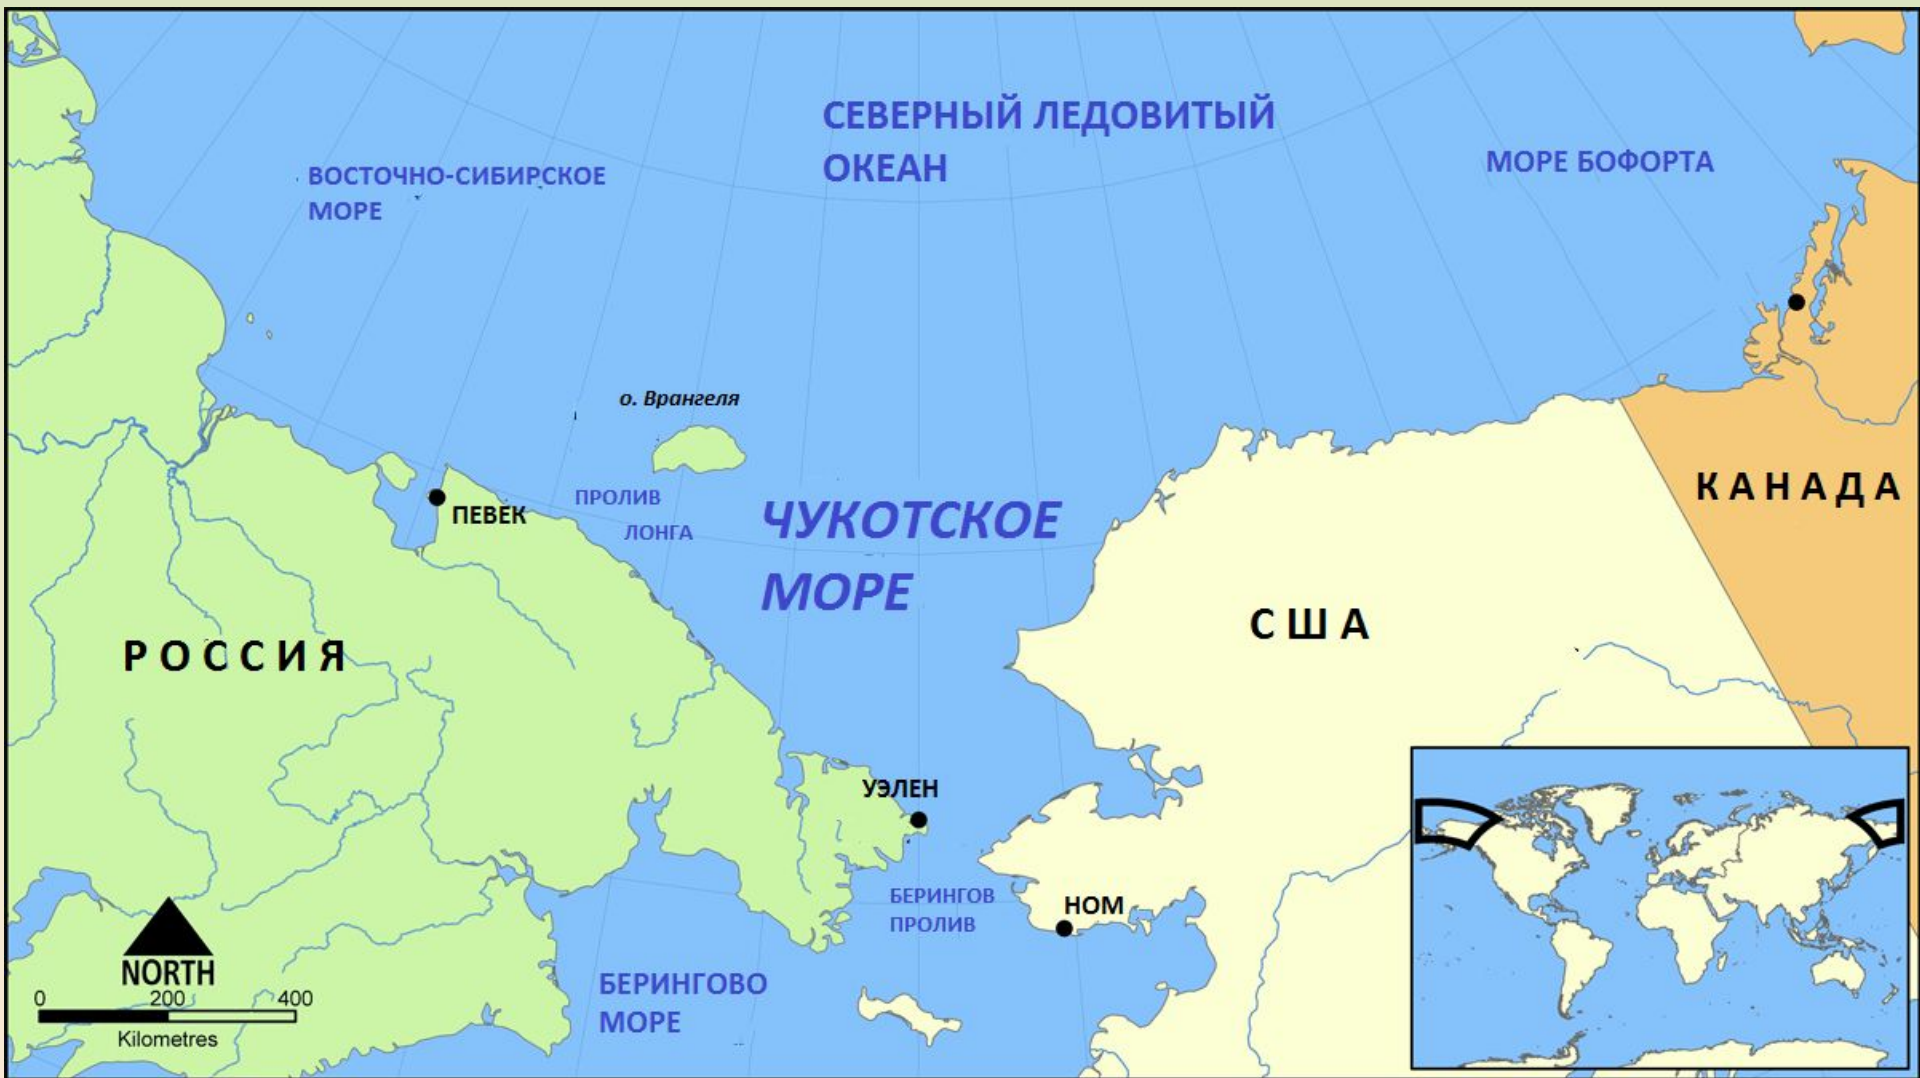 СЕВЕРНЫЙ ЛЕДОВИТЫЙ
ОКЕАН
ВОСТОЧНО-СИБИРСКОЕ
МОРЕ
МОРЕ БОФОРТА
о. Врангеля
ПРОЛИВ
ЛОНГА
ПЕВЕК
ЧУКОТСКОЕ
МОРЕ
КАНАДА
США
РОССИЯ
УЭЛЕН
БЕРИНГОВ
ПРОЛИВ
НОМ
БЕРИНГОВО
МОРЕ
NORTH
0 200 400
Kilometres